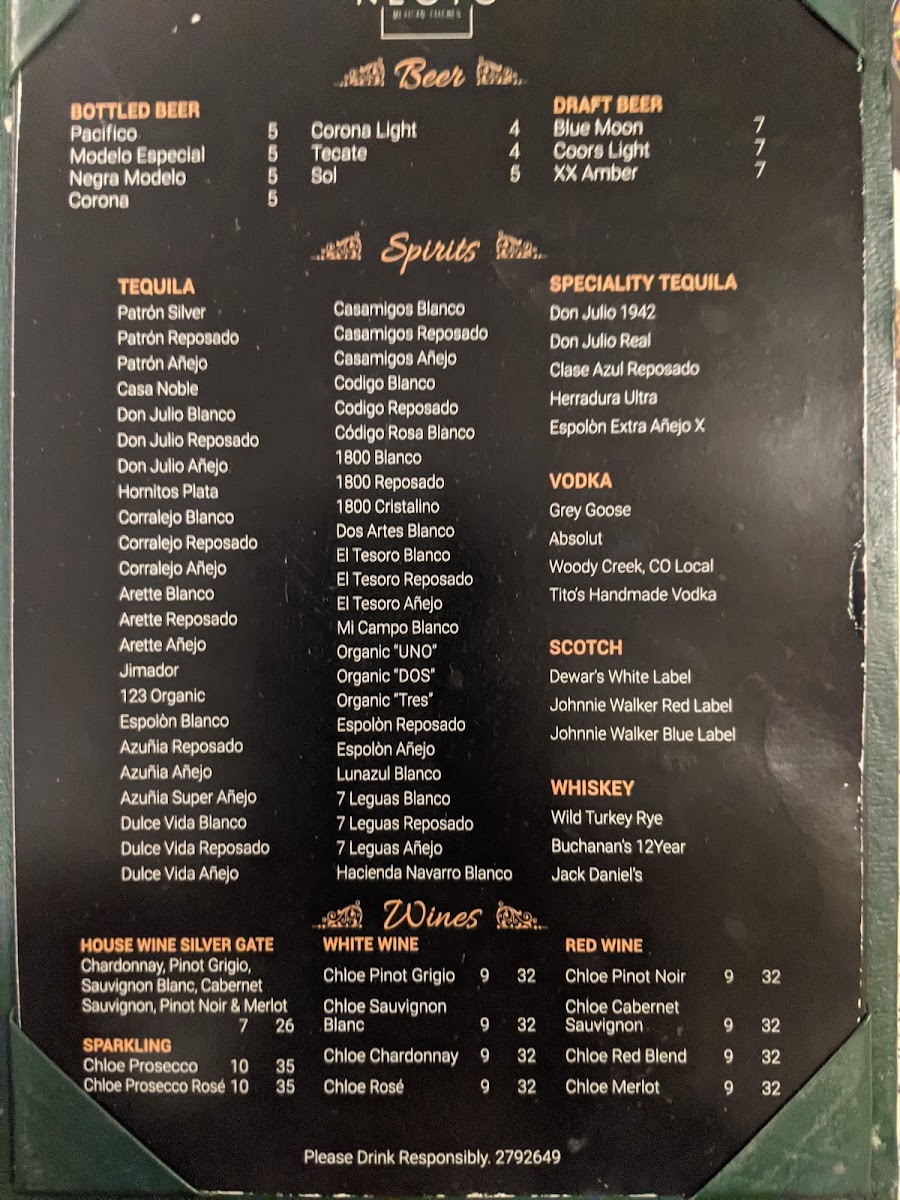 MEXICAN KITCHEN
Beer
BOTTLED BEER
Pacifico 5
Modelo Especial 5
Negra Modelo 5
Corona 5
Corona Light 4
Tecate 4
Sol 5
DRAFT BEER
Blue Moon 7
Coors Light 7
XX Amber 7
Spirits
TEQUILA
Patrón Silver
Patrón Reposado
Patrón Añejo
Casa Noble
Don Julio Blanco
Don Julio Reposado
Don Julio Añejo
Hornitos Plata
Corralejo Blanco
Corralejo Reposado
Corralejo Añejo
Arette Blanco
Arette Reposado
Arette Añejo
Jimador
123 Organic
Espolòn Blanco
Azuñia Reposado
Azuñia Añejo
Azuñia Super Añejo
Dulce Vida Blanco
Dulce Vida Reposado
Dulce Vida Añejo
Casamigos Blanco
Casamigos Reposado
Casamigos Añejo
Codigo Blanco
Codigo Reposado
Código Rosa Blanco
1800 Blanco
1800 Reposado
1800 Cristalino
Dos Artes Blanco
El Tesoro Blanco
El Tesoro Reposado
El Tesoro Añejo
Mi Campo Blanco
Organic "UNO"
Organic "DOS"
Organic "Tres"
Espolòn Reposado
Espolòn Añejo
Lunazul Blanco
7 Leguas Blanco
7 Leguas Reposado
7 Leguas Añejo
Hacienda Navarro Blanco
SPECIALITY TEQUILA
Don Julio 1942
Don Julio Real
Clase Azul Reposado
Herradura Ultra
Espolòn Extra Añejo X
VODKA
Grey Goose
Absolut
Woody Creek, CO Local
Tito's Handmade Vodka
SCOTCH
Dewar's White Label
Johnnie Walker Red Label
Johnnie Walker Blue Label
WHISKEY
Wild Turkey Rye
Buchanan's 12Year
Jack Daniel's
Wines
HOUSE WINE SILVER GATE
Chardonnay, Pinot Grigio,
Sauvignon Blanc, Cabernet
Sauvignon, Pinot Noir & Merlot
7 26
SPARKLING
Chloe Prosecco 10 35
Chloe Prosecco Rosé 10 35
WHITE WINE
Chloe Pinot Grigio 9 32
Chloe Sauvignon
Blanc 9 32
Chloe Chardonnay 9 32
Chloe Rosé 9 32
RED WINE
Chloe Pinot Noir 9 32
Chloe Cabernet
Sauvignon 9 32
Chloe Red Blend 9 32
Chloe Merlot 9 32
Please Drink Responsibly. 2792649